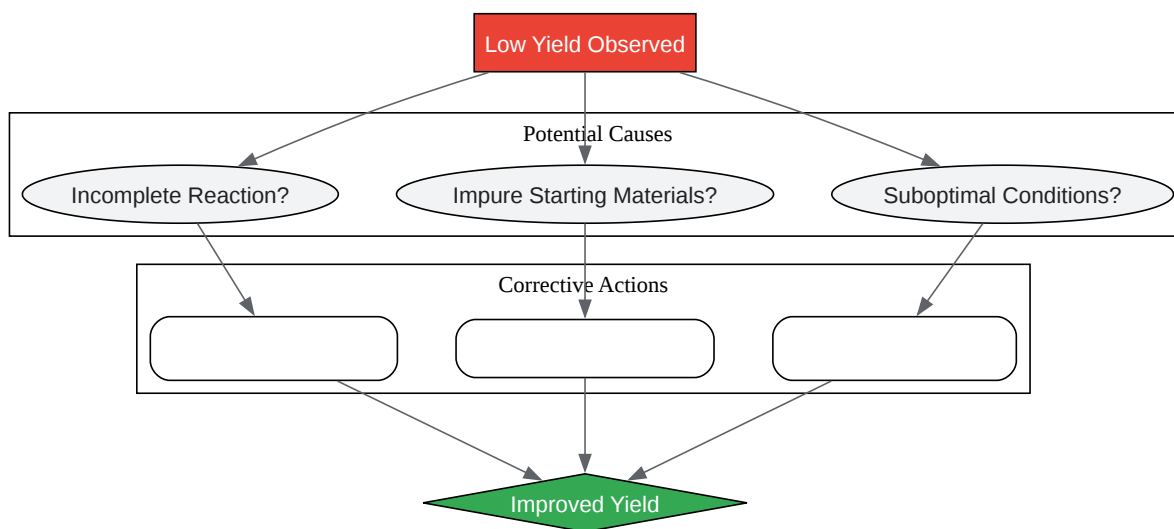 Low Yield Observed
Potential Causes
Incomplete Reaction?
Impure Starting Materials?
Suboptimal Conditions?
Corrective Actions
Improved Yield